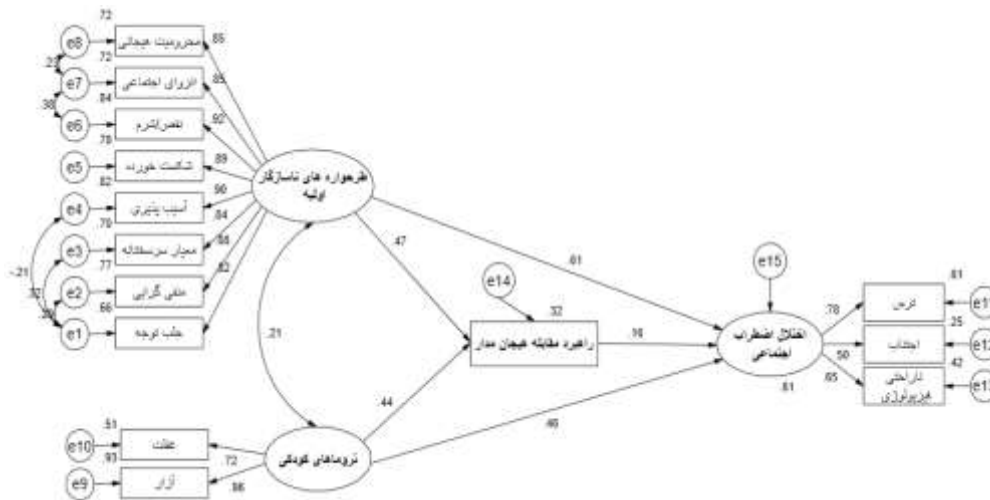 .72
e8
محرومیت هیجانی
.85
.23
.72
e7
انزوای اجتماعی
.85
.38
.84
e6
نقص/شرم
.92
.78
e5
شکست خورده
.89
.82
e4
آسیب پذیری
.90
.70
e3
معیار سرسختانه
.84
.77
e2
منفی گرایی
.88
.66
e1
جلب توجه
.82
-.21
طرحواره های ناسازگار
اولیه
.47
.61
.21
e14
.32
راهبرد مقابله هیجان مدار
.16
e15
اختلال اضطراب
اجتماعی
.81
.78
ترس
.61
.50
اجتناب
.25
.65
ناراحتی
فیزیولوژی
.42
.44
.46
تروماهای کودکی
.51
e10
غفلت
.72
.93
e9
آزار
.96